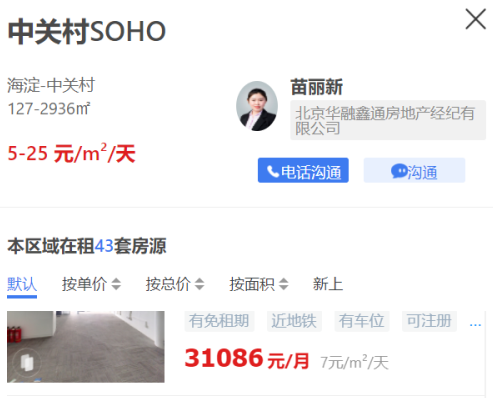 中关村SOHO
海淀-中关村
127-2936㎡
5-25 元/m²/天
苗丽新
北京华融鑫通房地产经纪有
限公司
电话沟通
沟通
本区域在租43套房源
默认 按单价 按总价 按面积 新上
有免租期 近地铁 有车位 可注册 ...
31086 元/月 7元/m²/天